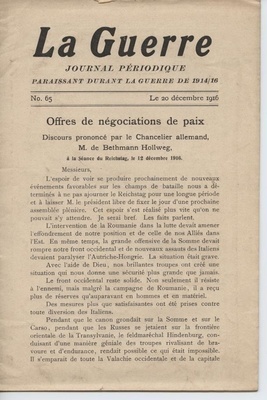 La Guerre
JOURNAL PÉRIODIQUE
PARAISSANT DURANT LA GUERRE DE 1914/16
No. 65 Le 20 décembre 1916
Offres de négociations de paix
Discours prononcé par le Chancelier allemand,
M. de Bethmann Hollweg,
à la Séance du Reichstag, le 12 décembre 1916.
Messieurs,
L'espoir de voir se produire prochainement de nouveaux
événements favorables sur les champs de bataille nous a dé-
terminés à ne pas ajourner le Reichstag pour une longue période
et à laisser M. le président libre de fixer le jour d'une prochaine
assemblée plénière. Cet espoir s'est réalisé plus vite qu'on ne
pouvait s'y attendre. Je serai bref. Les faits parlent.
L'intervention de la Roumanie dans la lutte devait amener
l'effondrement de notre position et de celle de nos Alliés dans
l'Est. En même temps, la grande offensive de la Somme devait
rompre notre front occidental et de nouveaux assauts des Italiens
devaient paralyser l'Autriche-Hongrie. La situation était grave.
Avec l'aide de Dieu, nos brillantes troupes ont créé une
situation qui nous donne une sécurité plus grande que jamais.
Le front occidental reste solide. Non seulement il résiste
à l'ennemi, mais malgré la campagne de Roumanie, il a reçu
plus de réserves qu'auparavant en hommes et en matériel.
Des mesures plus que satisfaisantes ont été prises contre
toute diversion des Italiens.
Pendant que le canon grondait sur la Somme et sur le
Carso, pendant que les Russes se jetaient sur la frontière
orientale de la Transylvanie, le feldmaréchal Hindenburg, con-
duisant d'une manière géniale des troupes rivalisant de bra-
voure et d'endurance, rendait possible ce qui était impossible.
Il s'emparait de toute la Valachie occidentale et de la capitale